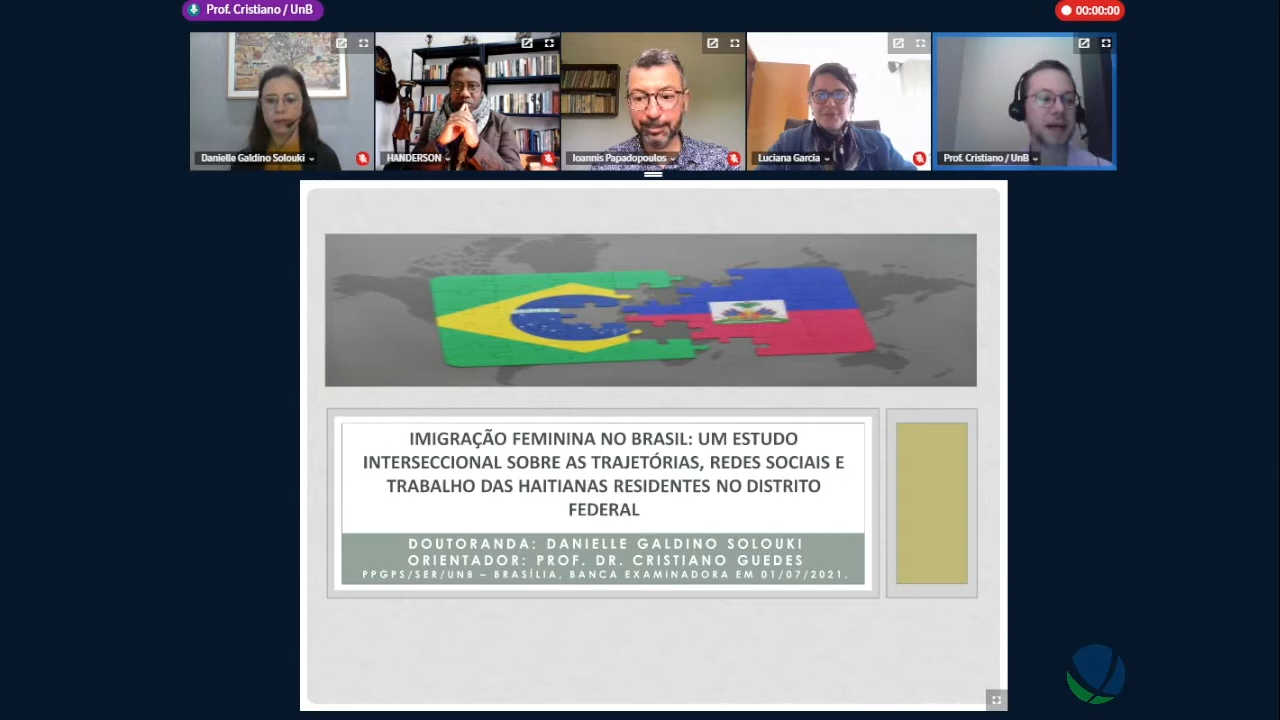 Prof. Cristiano / UnB
00:00:00
Danielle Galdino Solouki
HANDERSON
Ioannis Papadopoulos
Luciana Garcia
Prof. Cristiano / UnB
IMIGRAÇÃO FEMININA NO BRASIL: UM ESTUDO
INTERSECCIONAL SOBRE AS TRAJETÓRIAS, REDES SOCIAIS E
TRABALHO DAS HAITIANAS RESIDENTES NO DISTRITO
FEDERAL
DOUTORANDA: DANIELLE GALDINO SOLOUKI
ORIENTADOR: PROF. DR. CRISTIANO GUEDES
PPGPS/SER/UNB – BRASÍLIA, BANCA EXAMINADORA EM 01/07/2021.